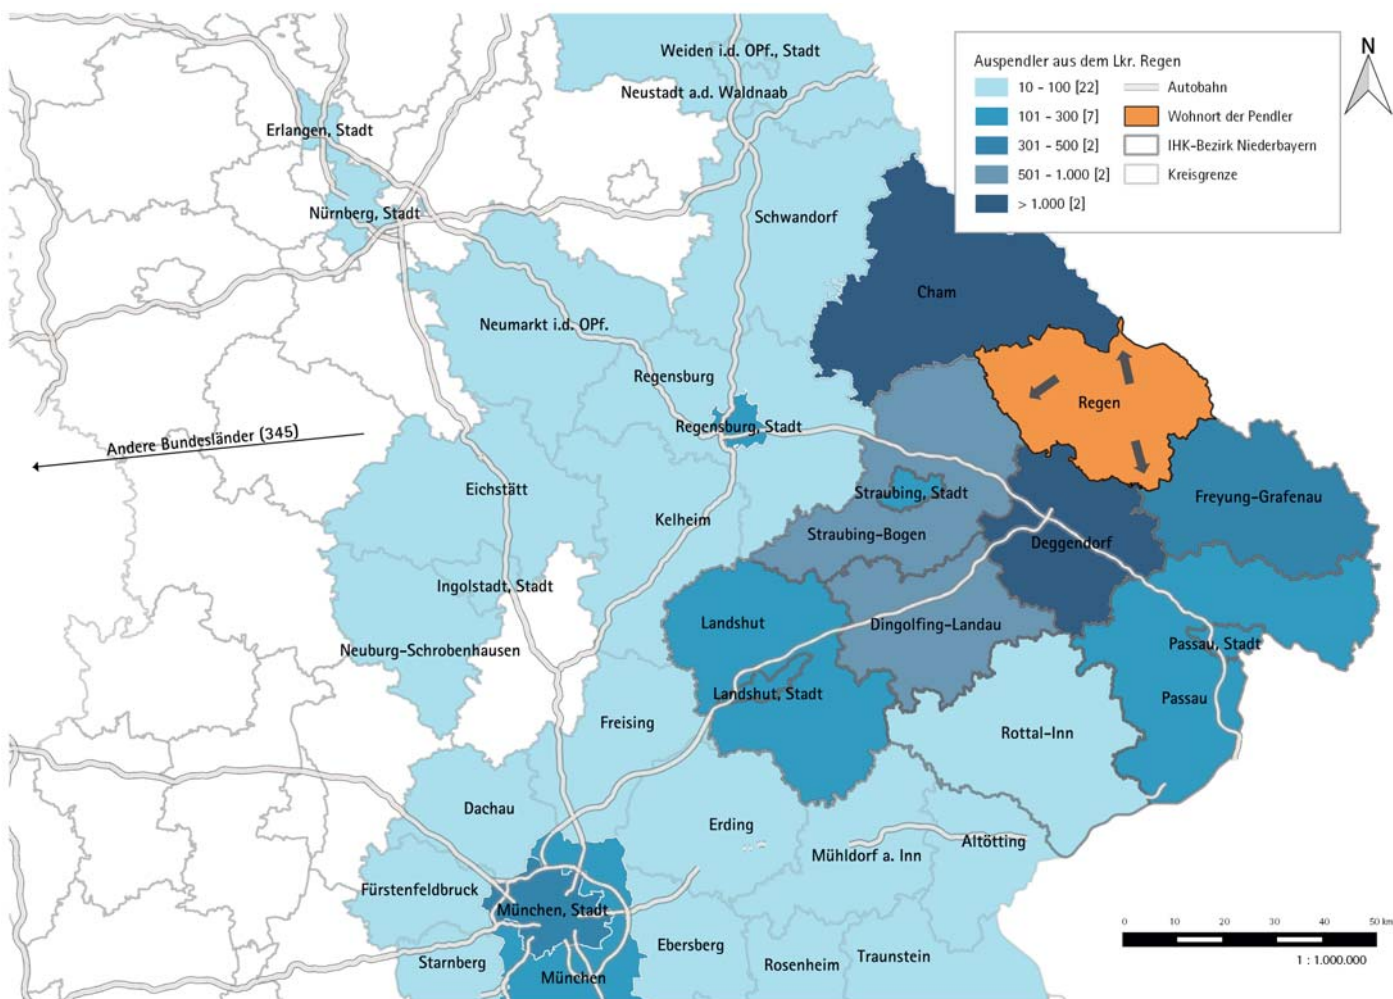 Weiden i.d. OPf., Stadt
Neustadt a.d. Waldnaab
Erlangen, Stadt
Nürnberg, Stadt
Schwandorf
Auspendler aus dem Lkr. Regen
10 - 100 [22]
101 - 300 [7]
301 - 500 [2]
501 - 1.000 [2]
> 1.000 [2]
Autobahn
Wohnort der Pendler
IHK-Bezirk Niederbayern
Kreisgrenze
N
Cham
Neumarkt i.d. OPf.
Regensburg
Regen
Regensburg, Stadt
Andere Bundesländer (345)
Eichstätt
Straubing, Stadt
Freyung-Grafenau
Kelheim
Straubing-Bogen
Deggendorf
Ingolstadt, Stadt
Landshut
Dingolfing-Landau
Neuburg-Schrobenhausen
Passau, Stadt
Landshut, Stadt
Passau
Freising
Rottal-Inn
Dachau
Erding
Altötting
Mühldorf a. Inn
Fürstenfeldbruck
München, Stadt
Ebersberg
Traunstein
Starnberg
Rosenheim
München
0 10 20 30 40 50 km
1 : 1.000.000